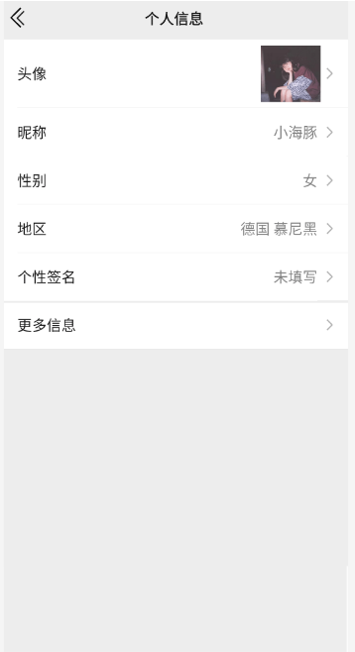 个人信息
头像
昵称 小海豚
性别 女
地区 德国 慕尼黑
个性签名 未填写
更多信息